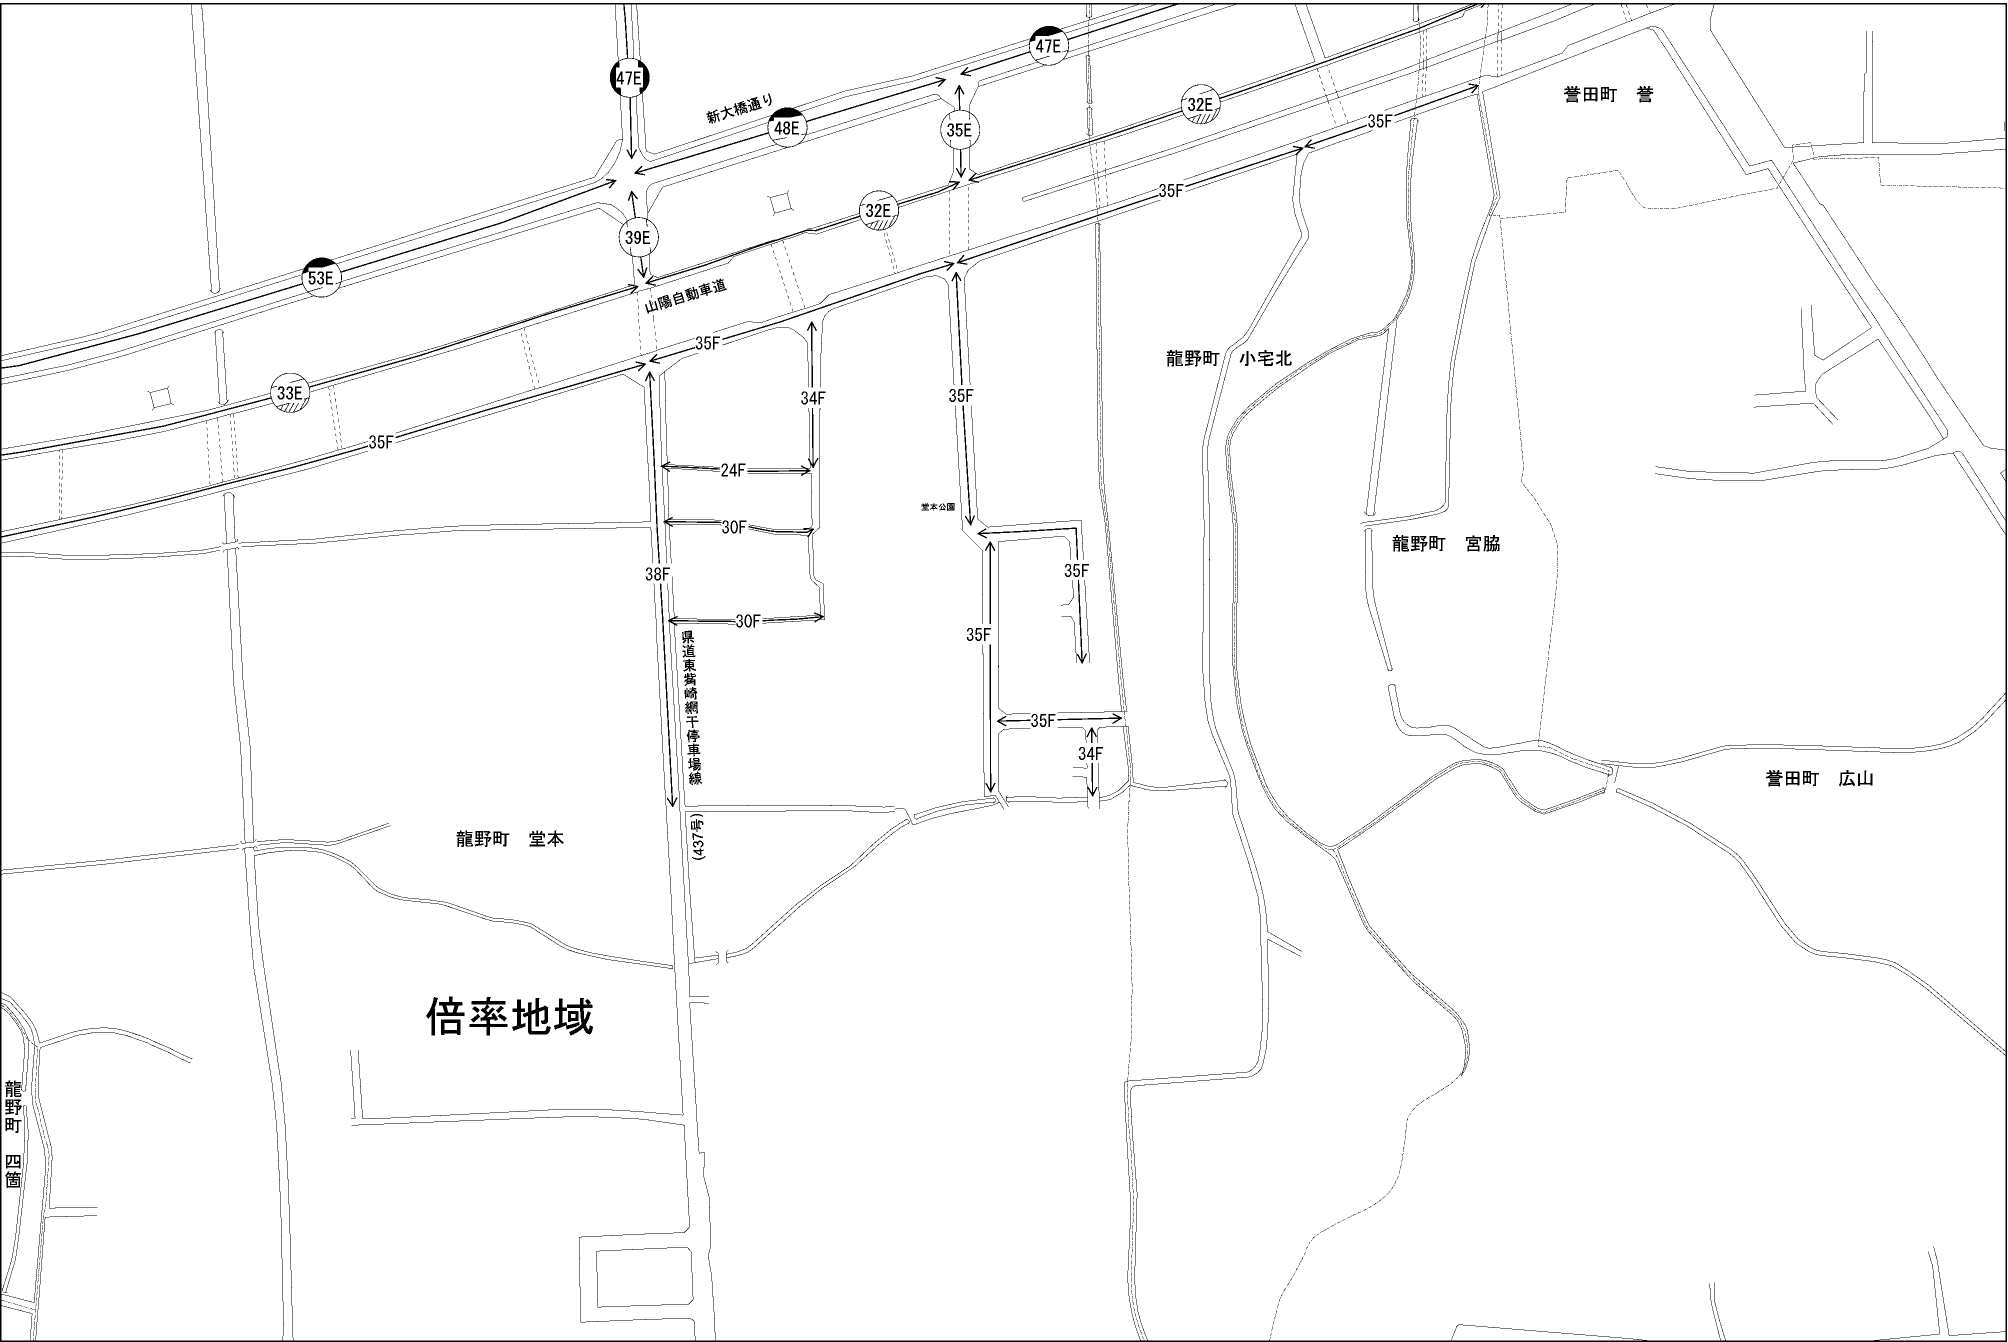 47E
47E
新大橋通り
48E
35E
32E
誉田町 誉
35F
35F
32E
39E
53E
山陽自動車道
35F
龍野町 小宅北
33E
34F
35F
35F
24F
堂本公園
30F
龍野町 宮脇
38F
35F
30F
35F
県道東觜崎網干停車場線
(437号)
35F
34F
誉田町 広山
龍野町 堂本
倍率地域
龍野町 四箇